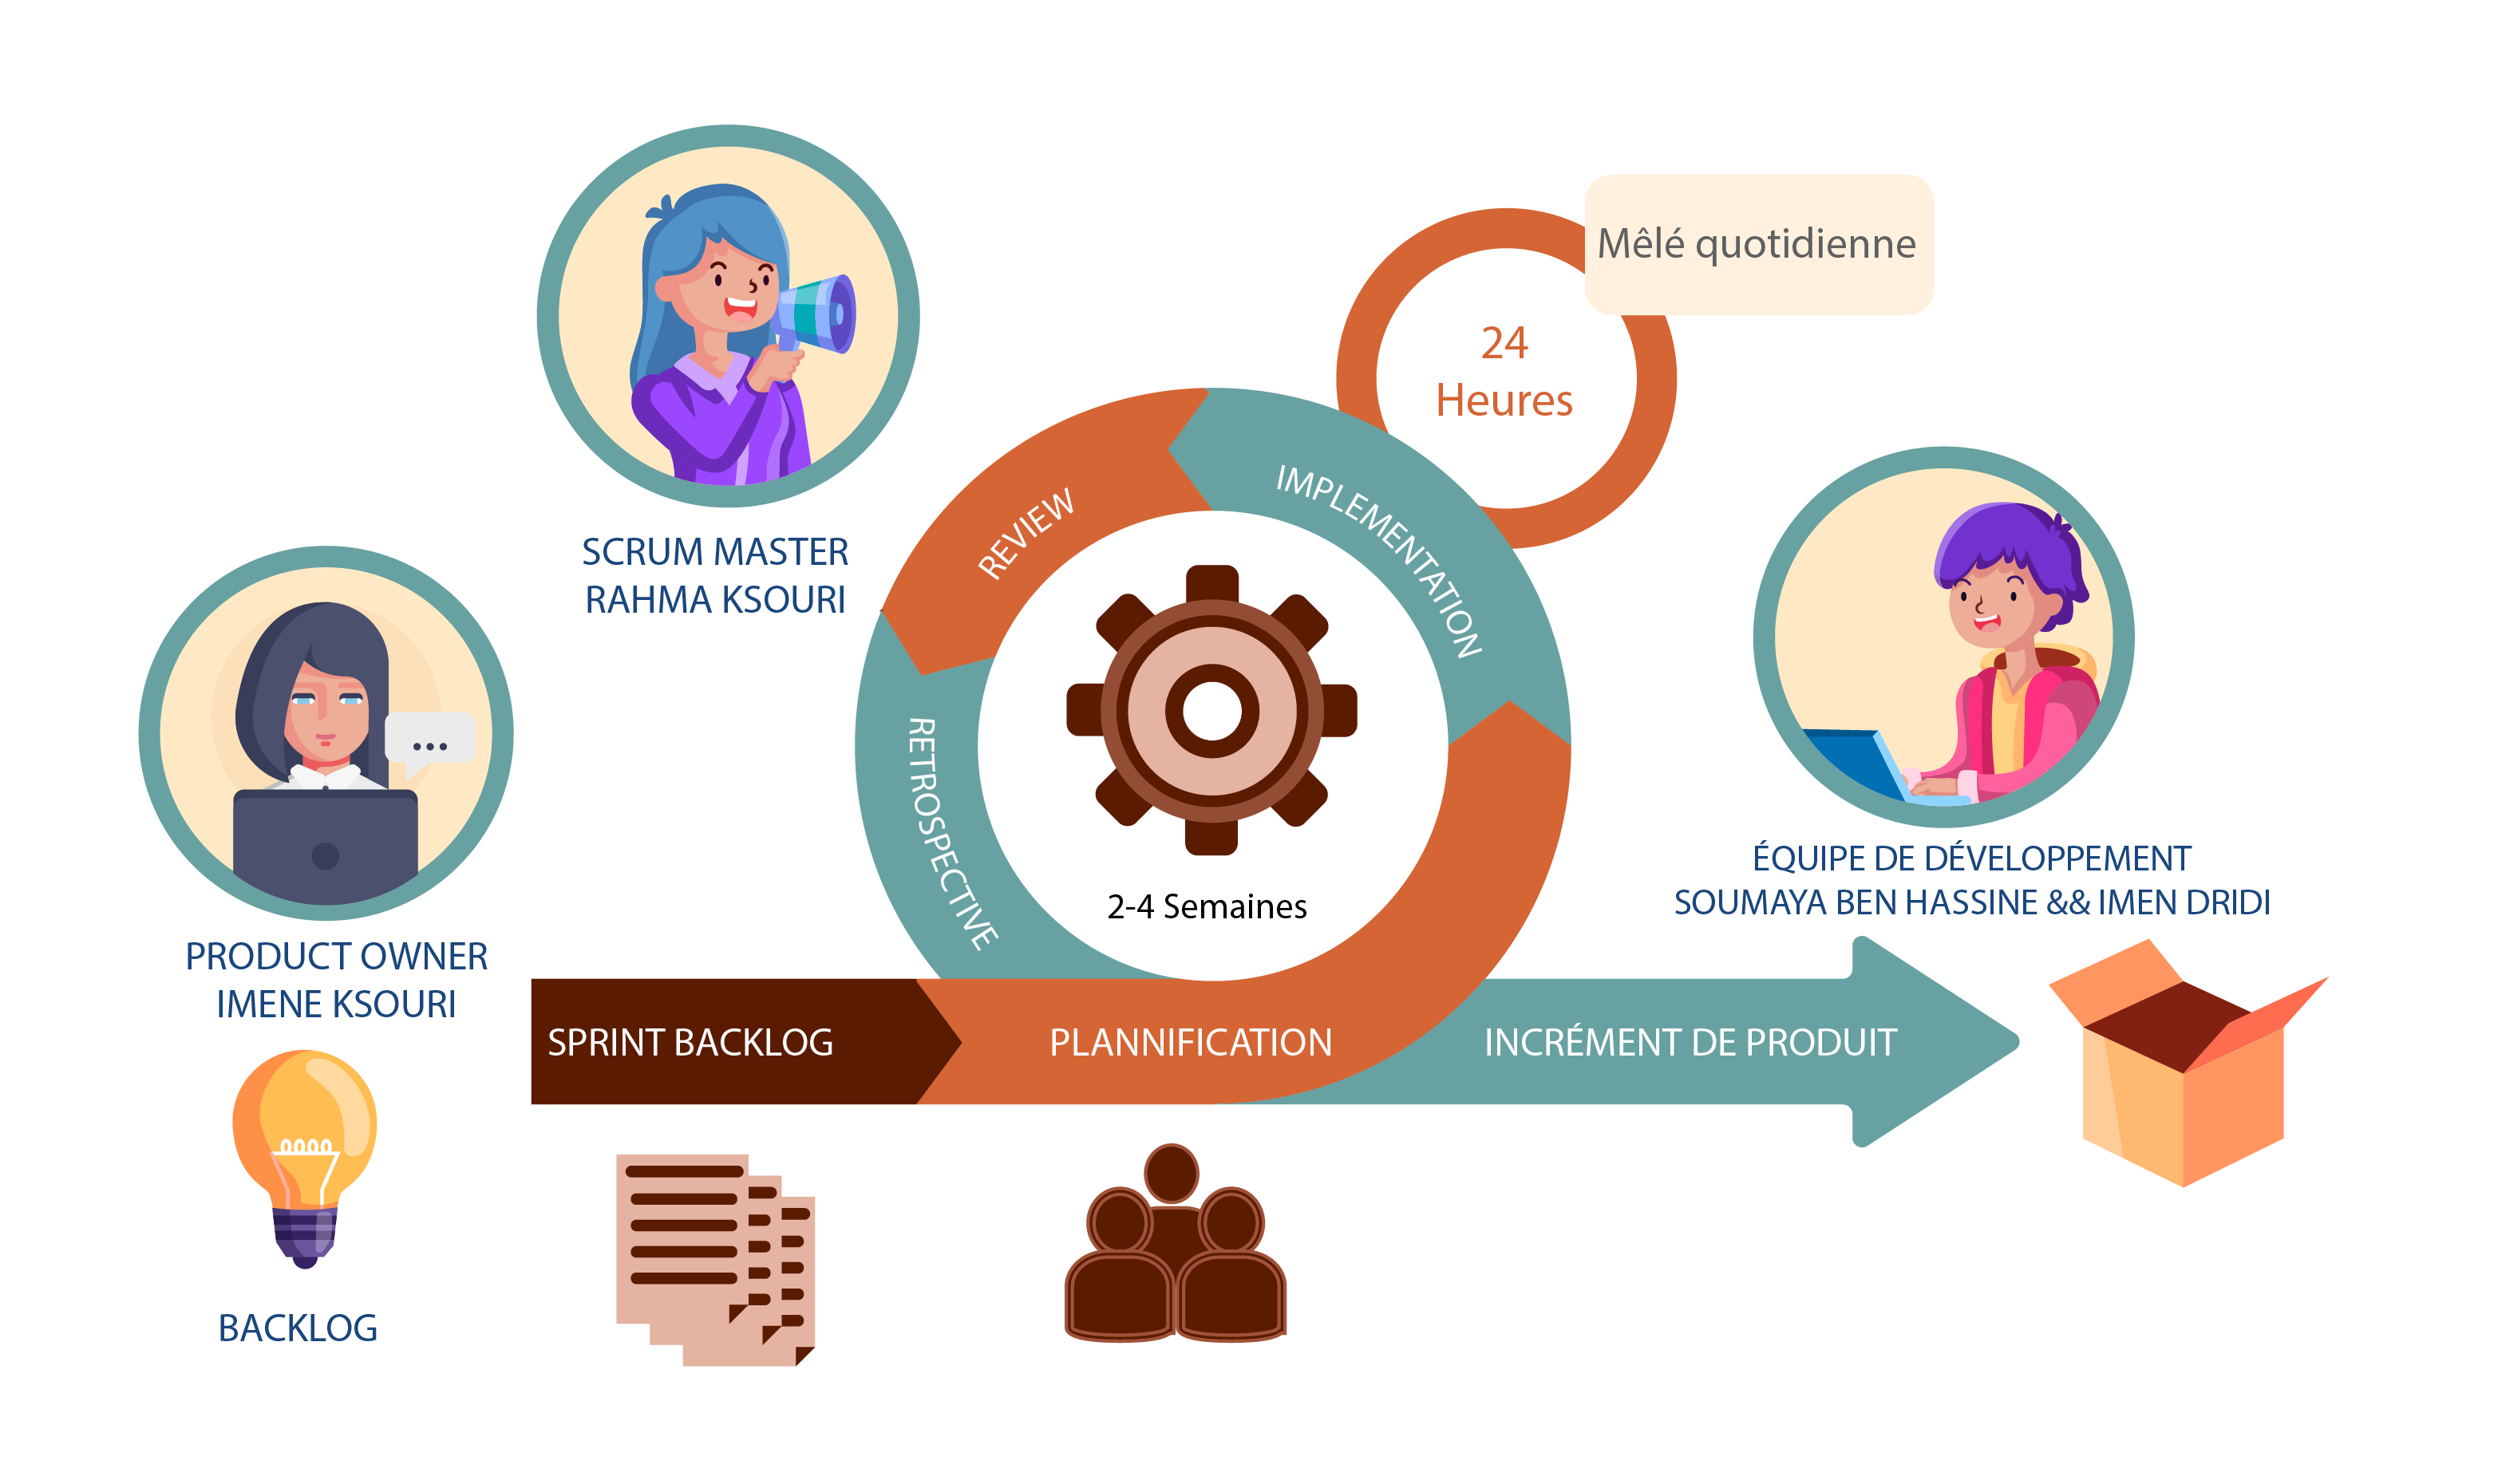 Mêlé quotidienne
24
Heures
SCRUM MASTER
RAHMA KSOURI
REVIEW
IMPLEMENTATION
RETROSPECTIVE
2-4 Semaines
ÉQUIPE DE DÉVELOPPEMENT
SOUMAYA BEN HASSINE && IMEN DRIDI
PRODUCT OWNER
IMENE KSOURI
SPRINT BACKLOG
PLANNIFICATION
INCRÉMENT DE PRODUIT
BACKLOG